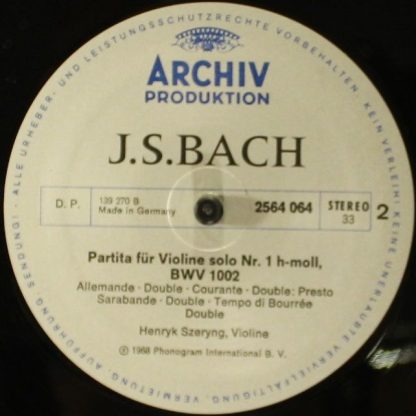 ALLE URHEBER- UND LEISTUNGSSCHUTZRECHTE VORBEHALTEN · KEIN VERLEIH! KEINE UNERLAUBTE VERVIELFÄLTIGUNG, VERMIETUNG, AUFFÜHRUNG, SENDUNG!
ARCHIV
PRODUKTION
J.S.BACH
D. P.
139 270 B
Made in Germany
2564 064
STEREO
33
2
Partita für Violine solo Nr. 1 h-moll,
BWV 1002
Allemande · Double · Courante · Double: Presto
Sarabande · Double · Tempo di Bourrée
Double
Henryk Szeryng, Violine
Ⓟ 1968 Phonogram International B. V.